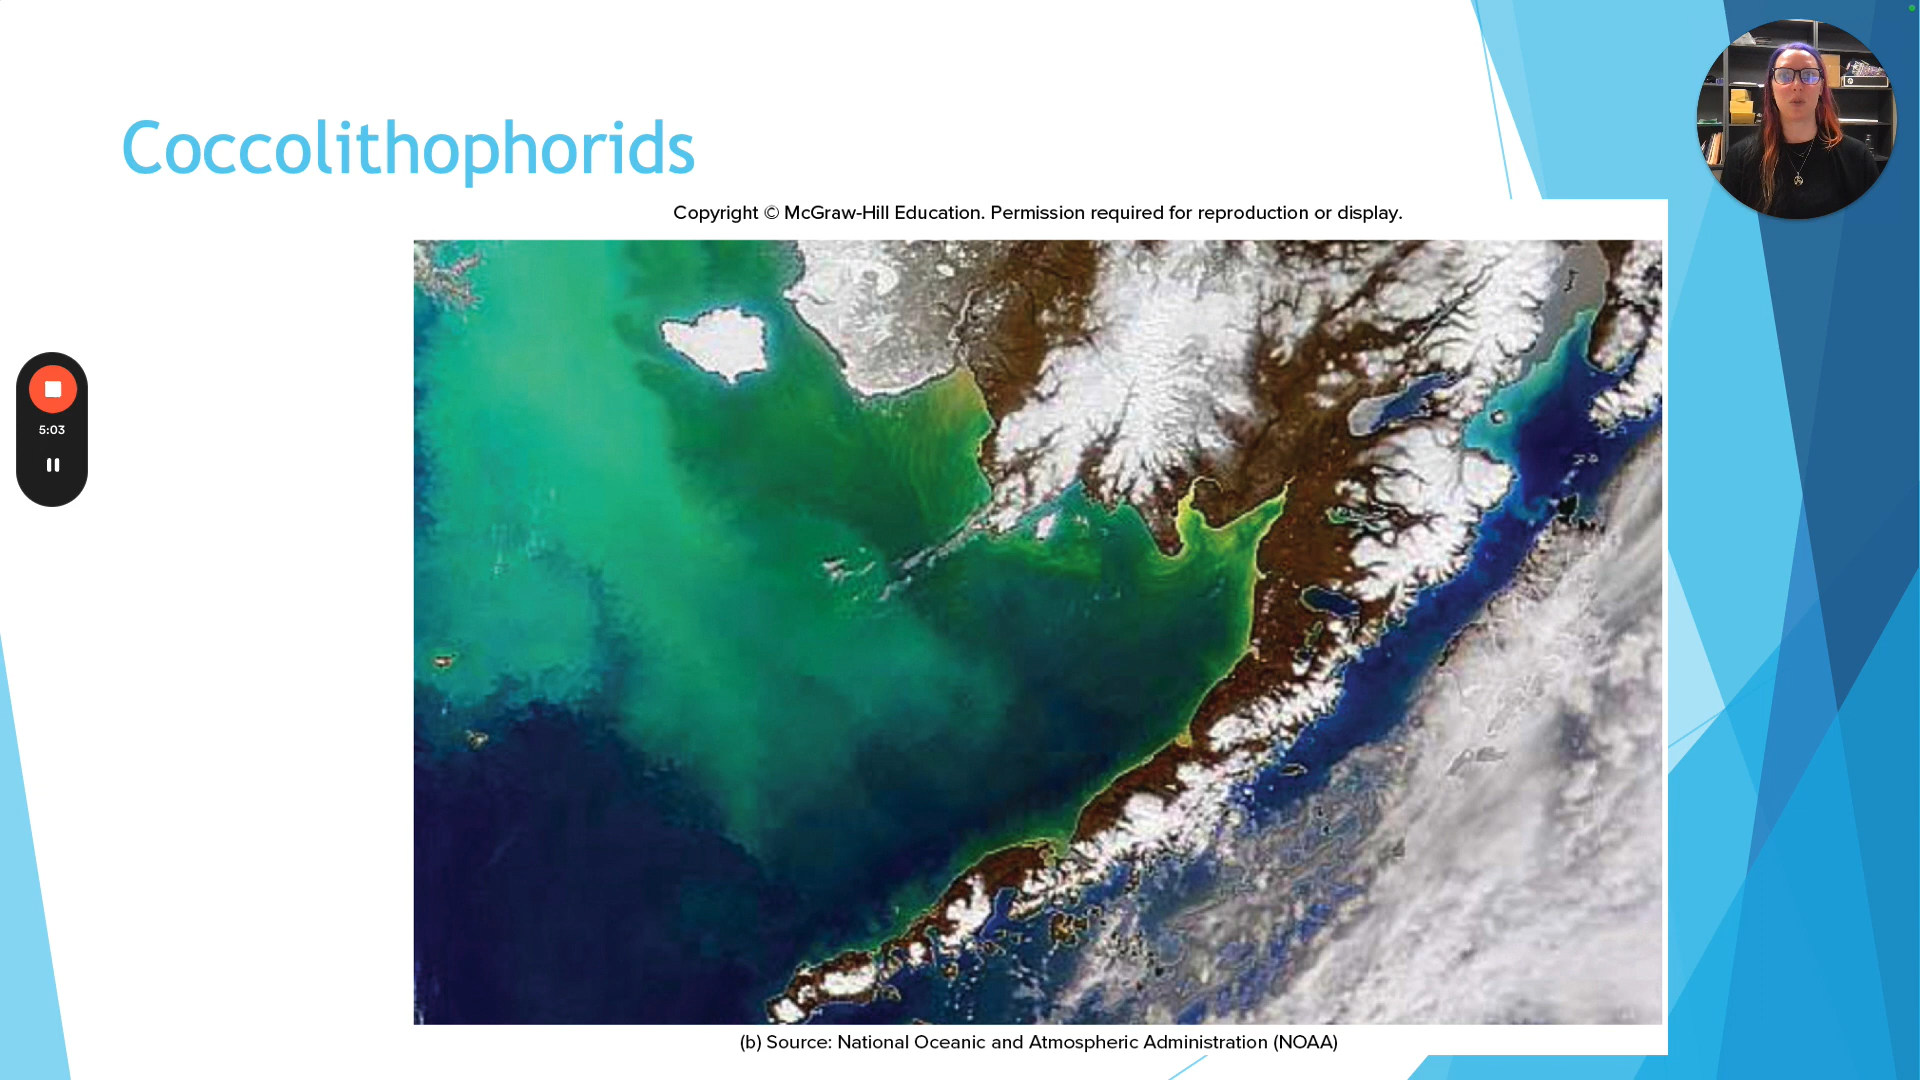 Coccolithophorids
Copyright © McGraw-Hill Education. Permission required for reproduction or display.
5:03
(b) Source: National Oceanic and Atmospheric Administration (NOAA)